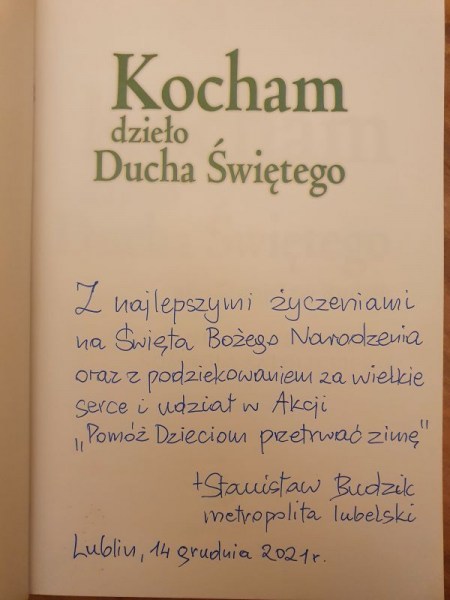 Kocham
dzieło
Ducha Świętego
Z najlepszymi życzeniami
na Święta Bożego Narodzenia
oraz z podziękowaniem za wielkie
serce i udział w Akcji
„Pomóż Dzieciom przetrwać zimę"
+Stanisław Budzik
metropolita lubelski
Lublin, 14 grudnia 2021 r.